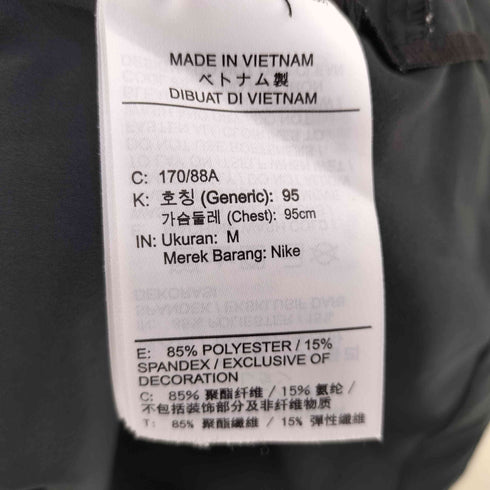 MADE IN VIETNAM
ベトナム製
DIBUAT DI VIETNAM
C: 170/88A
K: 호칭 (Generic): 95
가슴둘레 (Chest): 95cm
IN: Ukuran: M
Merek Barang: Nike
E: 85% POLYESTER / 15%
SPANDEX / EXCLUSIVE OF
DECORATION
C: 85% 聚酯纤维 / 15% 氨纶 /
不包括装饰部分及非纤维物质
T: 85% 聚酯纖維 / 15% 彈性纖維